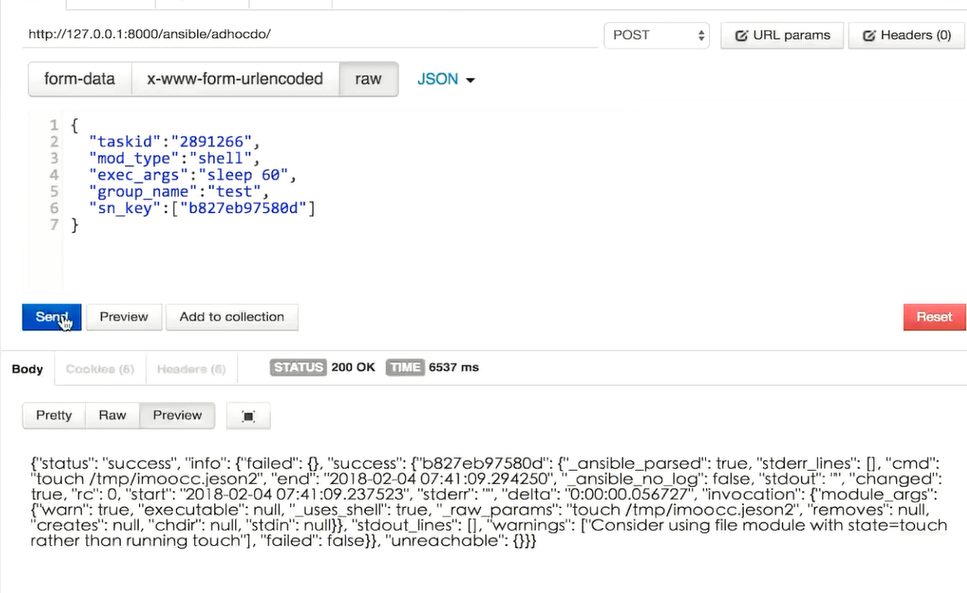 http://127.0.0.1:8000/ansible/adhocdo/
POST
URL params
Headers (0)
form-data
x-www-form-urlencoded
raw
JSON
1 {
2 "taskid":"2891266",
3 "mod_type":"shell",
4 "exec_args":"sleep 60",
5 "group_name":"test",
6 "sn_key":["b827eb97580d"]
7 }
Send
Preview
Add to collection
Reset
Body
Cookies (6)
Headers (6)
STATUS 200 OK
TIME 6537 ms
Pretty
Raw
Preview
{"status": "success", "info": {"failed": {}, "success": {"b827eb97580d": {"_ansible_parsed": true, "stderr_lines": [], "cmd":
"touch /tmp/imoocc.jeson2", "end": "2018-02-04 07:41:09.294250", "_ansible_no_log": false, "stdout": "", "changed":
true, "rc": 0, "start": "2018-02-04 07:41:09.237523", "stderr": "", "delta": "0:00:00.056727", "invocation": {"module_args":
{"warn": true, "executable": null, "_uses_shell": true, "_raw_params": "touch /tmp/imoocc.jeson2", "removes": null,
"creates": null, "chdir": null, "stdin": null}}, "stdout_lines": [], "warnings": ["Consider using file module with state=touch
rather than running touch"], "failed": false}}, "unreachable": {}}}